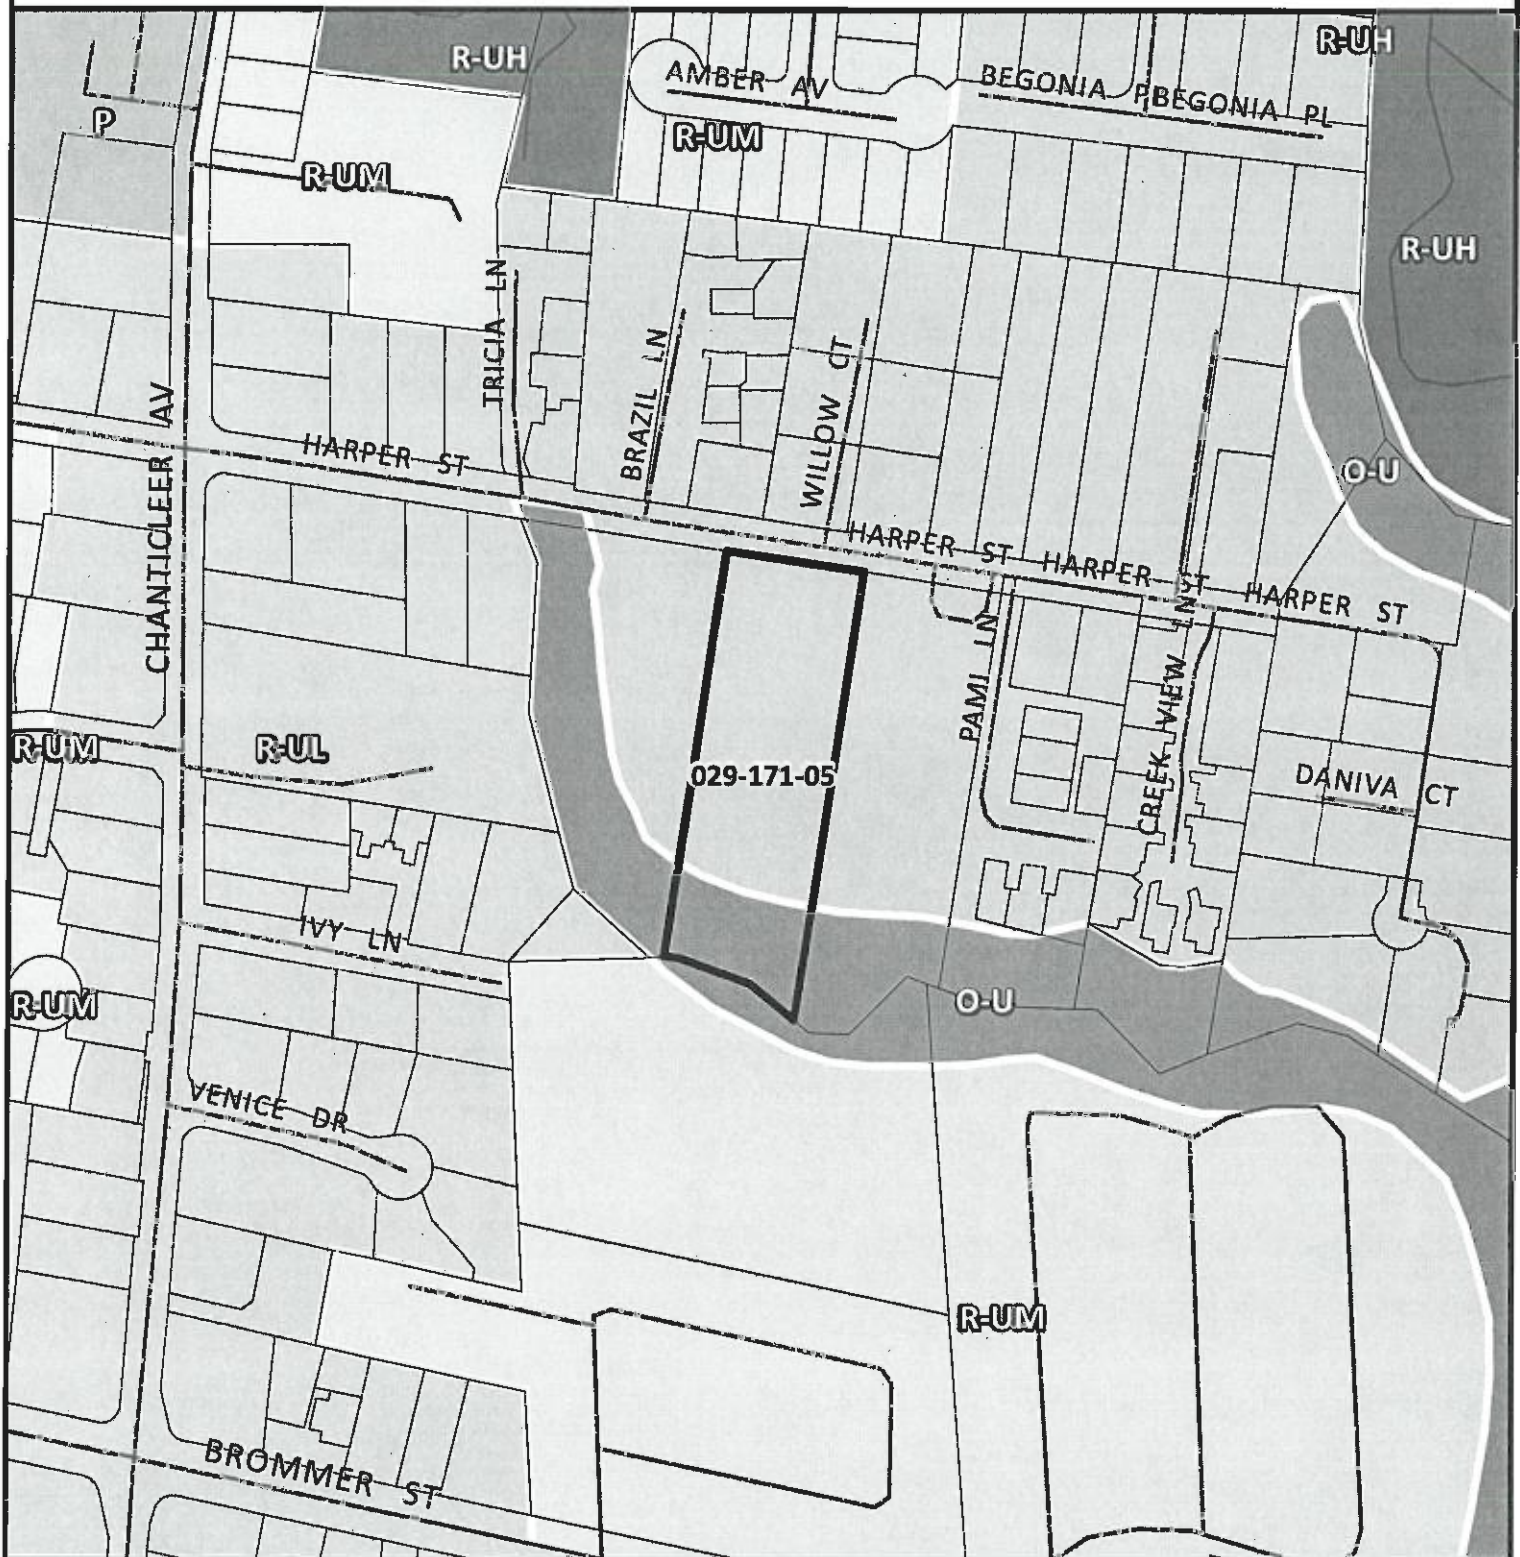 R-UH
R-UH
AMBER AV
BEGONIA P
BEGONIA PL
P
R-UM
R-UM
R-UH
TRICIA LN
BRAZIL LN
WILLOW CT
CHANTICLEER AV
HARPER ST
O-U
HARPER ST
HARPER ST
HARPER ST
PAMI LN
CREEK VIEW LN
R-UM
R-UL
029-171-05
DANIVA CT
IVY LN
R-UM
O-U
VENICE DR
R-UM
BROMMER ST